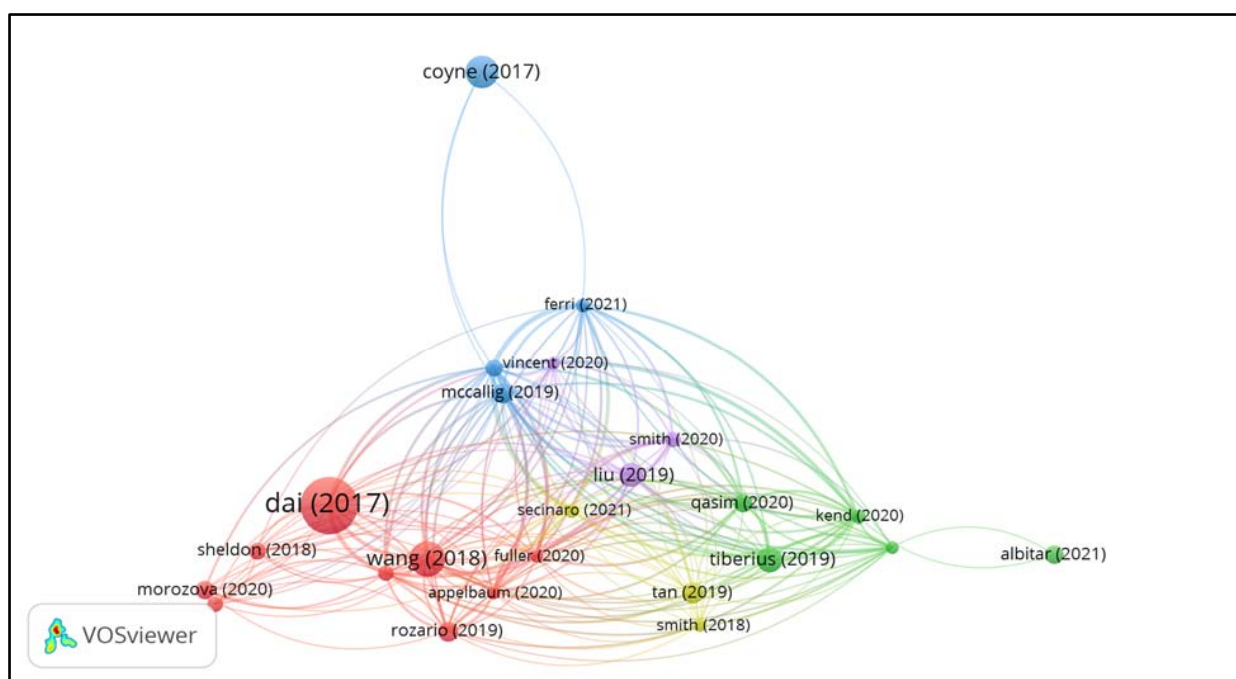 coyne (2017)
ferri (2021)
vincent (2020)
mccallig (2019)
smith (2020)
liu (2019)
dai (2017)
secinaro (2021)
qasim (2020)
kend (2020)
sheldon (2018)
wang (2018)
fuller (2020)
tiberius (2019)
albitar (2021)
morozova (2020)
appelbaum (2020)
tan (2019)
rozario (2019)
smith (2018)
VOSviewer